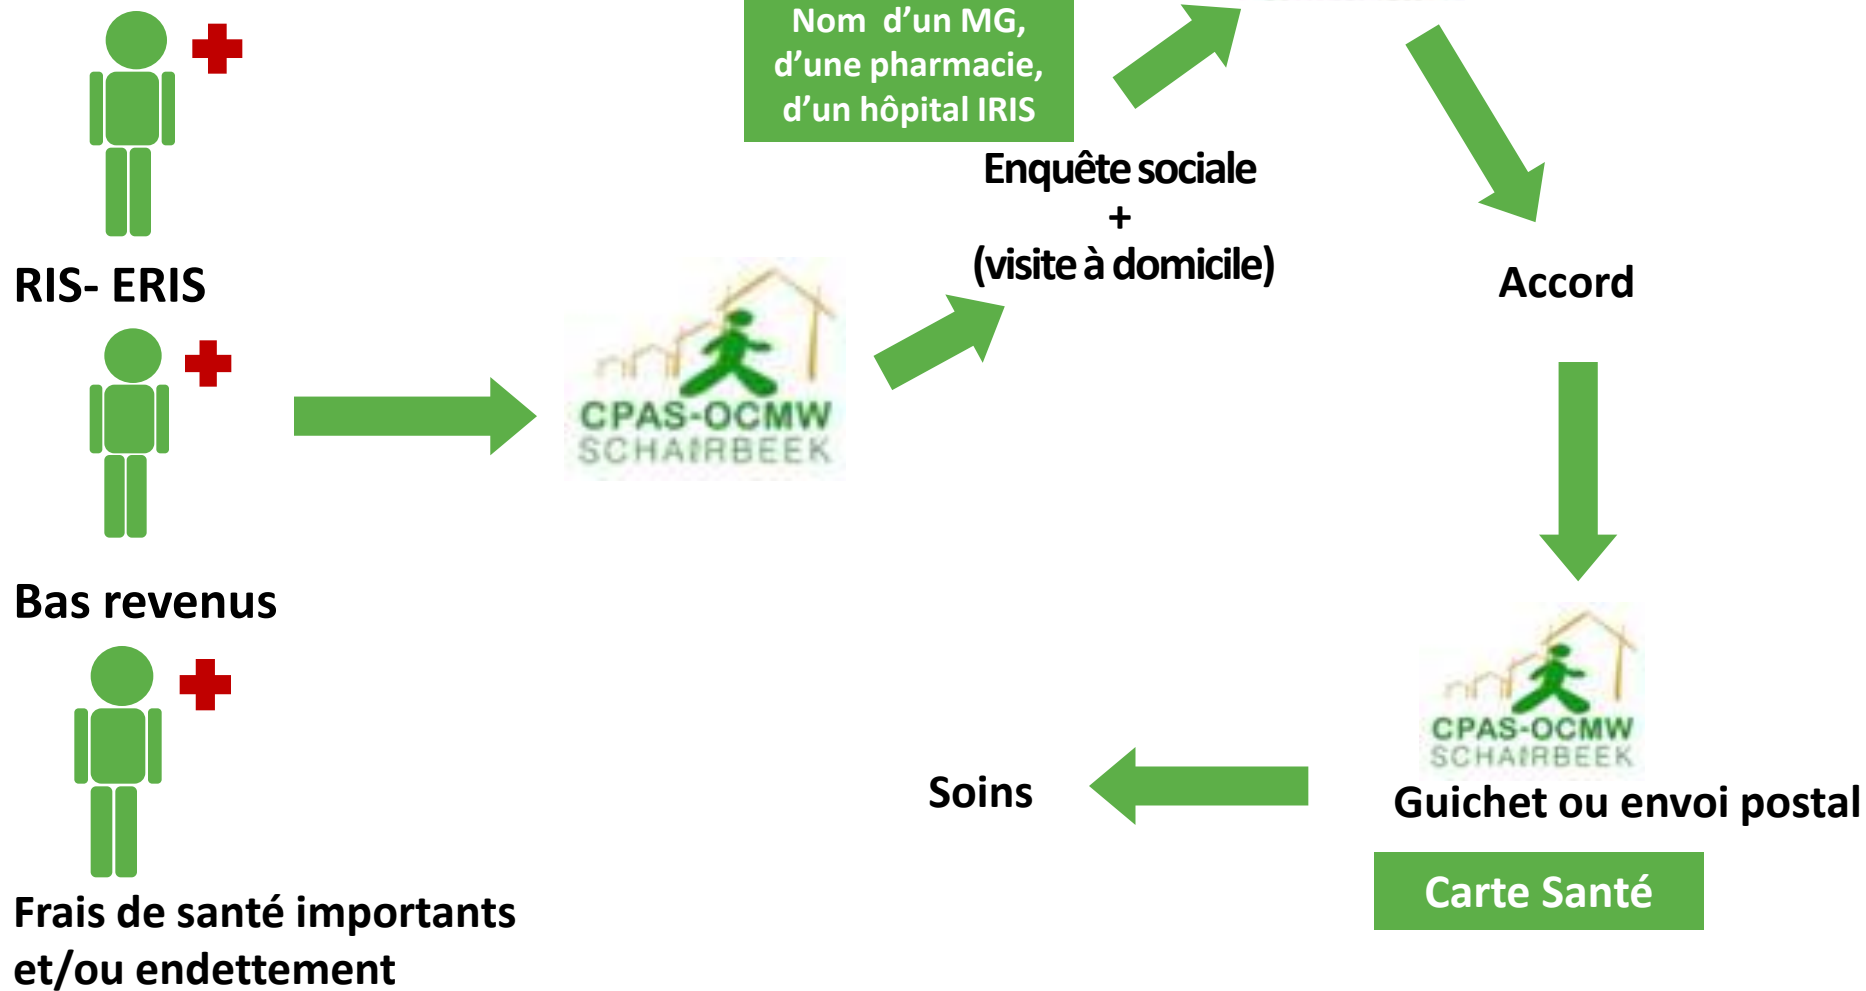 Nom d’un MG,
d’une pharmacie,
d’un hôpital IRIS
Enquête sociale
+
(visite à domicile)
RIS- ERIS
Accord
CPAS-OCMW
SCHAERBEEK
Bas revenus
CPAS-OCMW
SCHAERBEEK
Soins
Guichet ou envoi postal
Carte Santé
Frais de santé importants
et/ou endettement